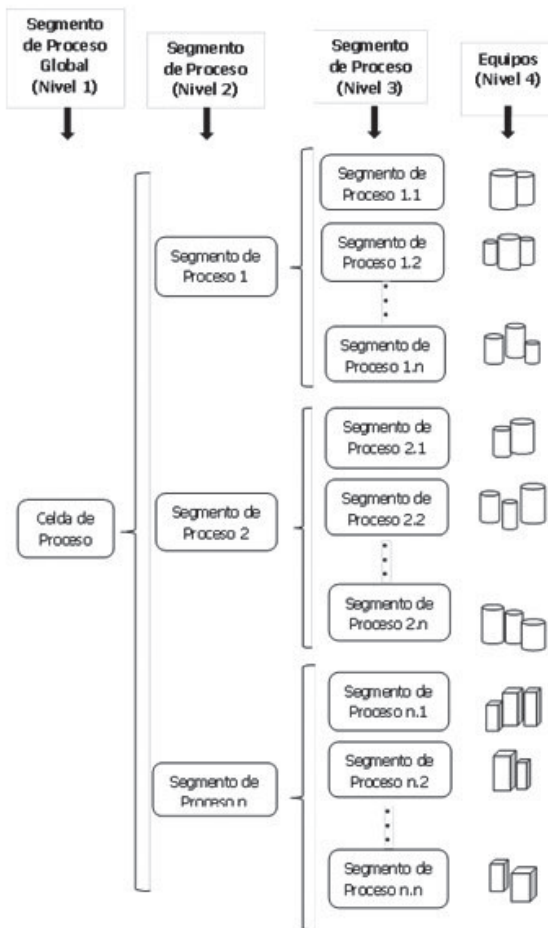 Segmento
de Proceso
Global
(Nivel 1)
Segmento
de Proceso
(Nivel 2)
Segmento
de Proceso
(Nivel 3)
Equipos
(Nivel 4)
Celda de
Proceso
Segmento de
Proceso 1
Segmento de
Proceso 1.1
Segmento de
Proceso 1.2
Segmento de
Proceso 1.n
Segmento de
Proceso 2
Segmento de
Proceso 2.1
Segmento de
Proceso 2.2
Segmento de
Proceso 2.n
Segmento de
Proceso n
Segmento de
Proceso n.1
Segmento de
Proceso n.2
Segmento de
Proceso n.n